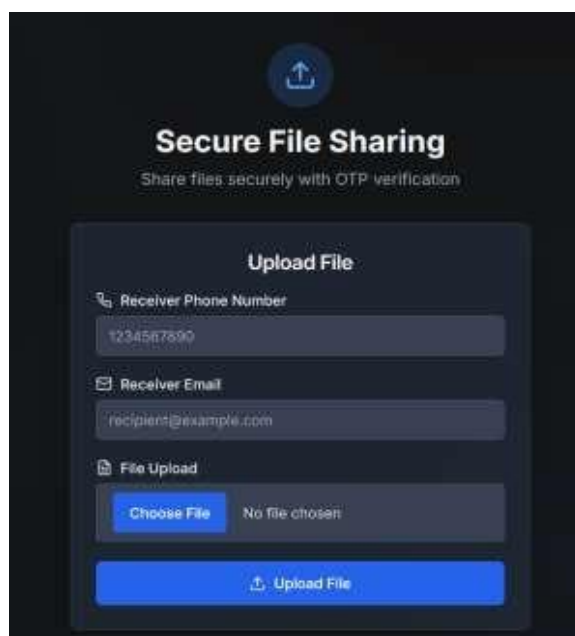 Secure File Sharing
Share files securely with OTP verification
Upload File
Receiver Phone Number
1234567890
Receiver Email
recipient@example.com
File Upload
Choose File No file chosen
Upload File